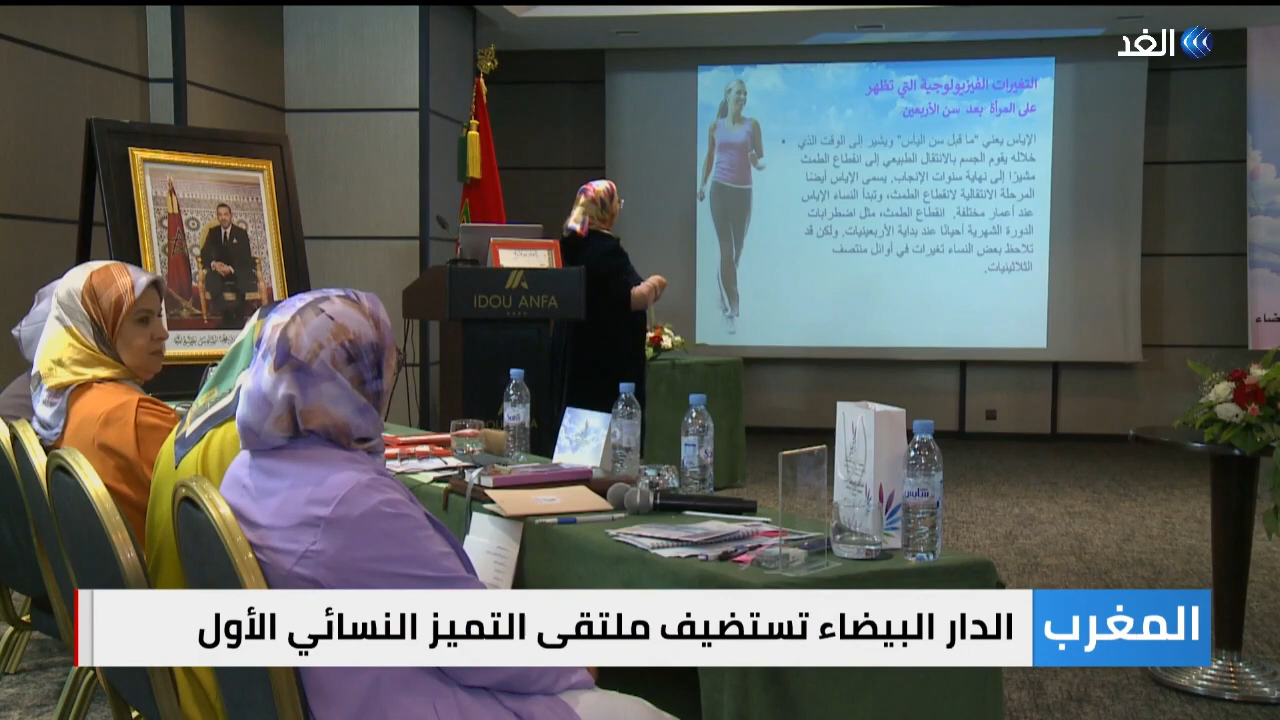 الغد
التغيرات الفيزيولوجية التي تظهر
على المرأة بعد سن الأربعين
• الإياس يعني "ما قبل سن اليأس" ويشير إلى الوقت الذي
خلاله يقوم الجسم بالانتقال الطبيعي إلى انقطاع الطمث
مشيرًا إلى نهاية سنوات الإنجاب. يسمى الإياس أيضًا
المرحلة الانتقالية لانقطاع الطمث، وتبدأ النساء الإياس
عند أعمار مختلفة. انقطاع الطمث، مثل اضطرابات
الدورة الشهرية أحيانًا عند بداية الأربعينيات. ولكن قد
تلاحظ بعض النساء تغيرات في أوائل منتصف
الثلاثينيات.
IDOU ANFA
المغرب
الدار البيضاء تستضيف ملتقى التميز النسائي الأول